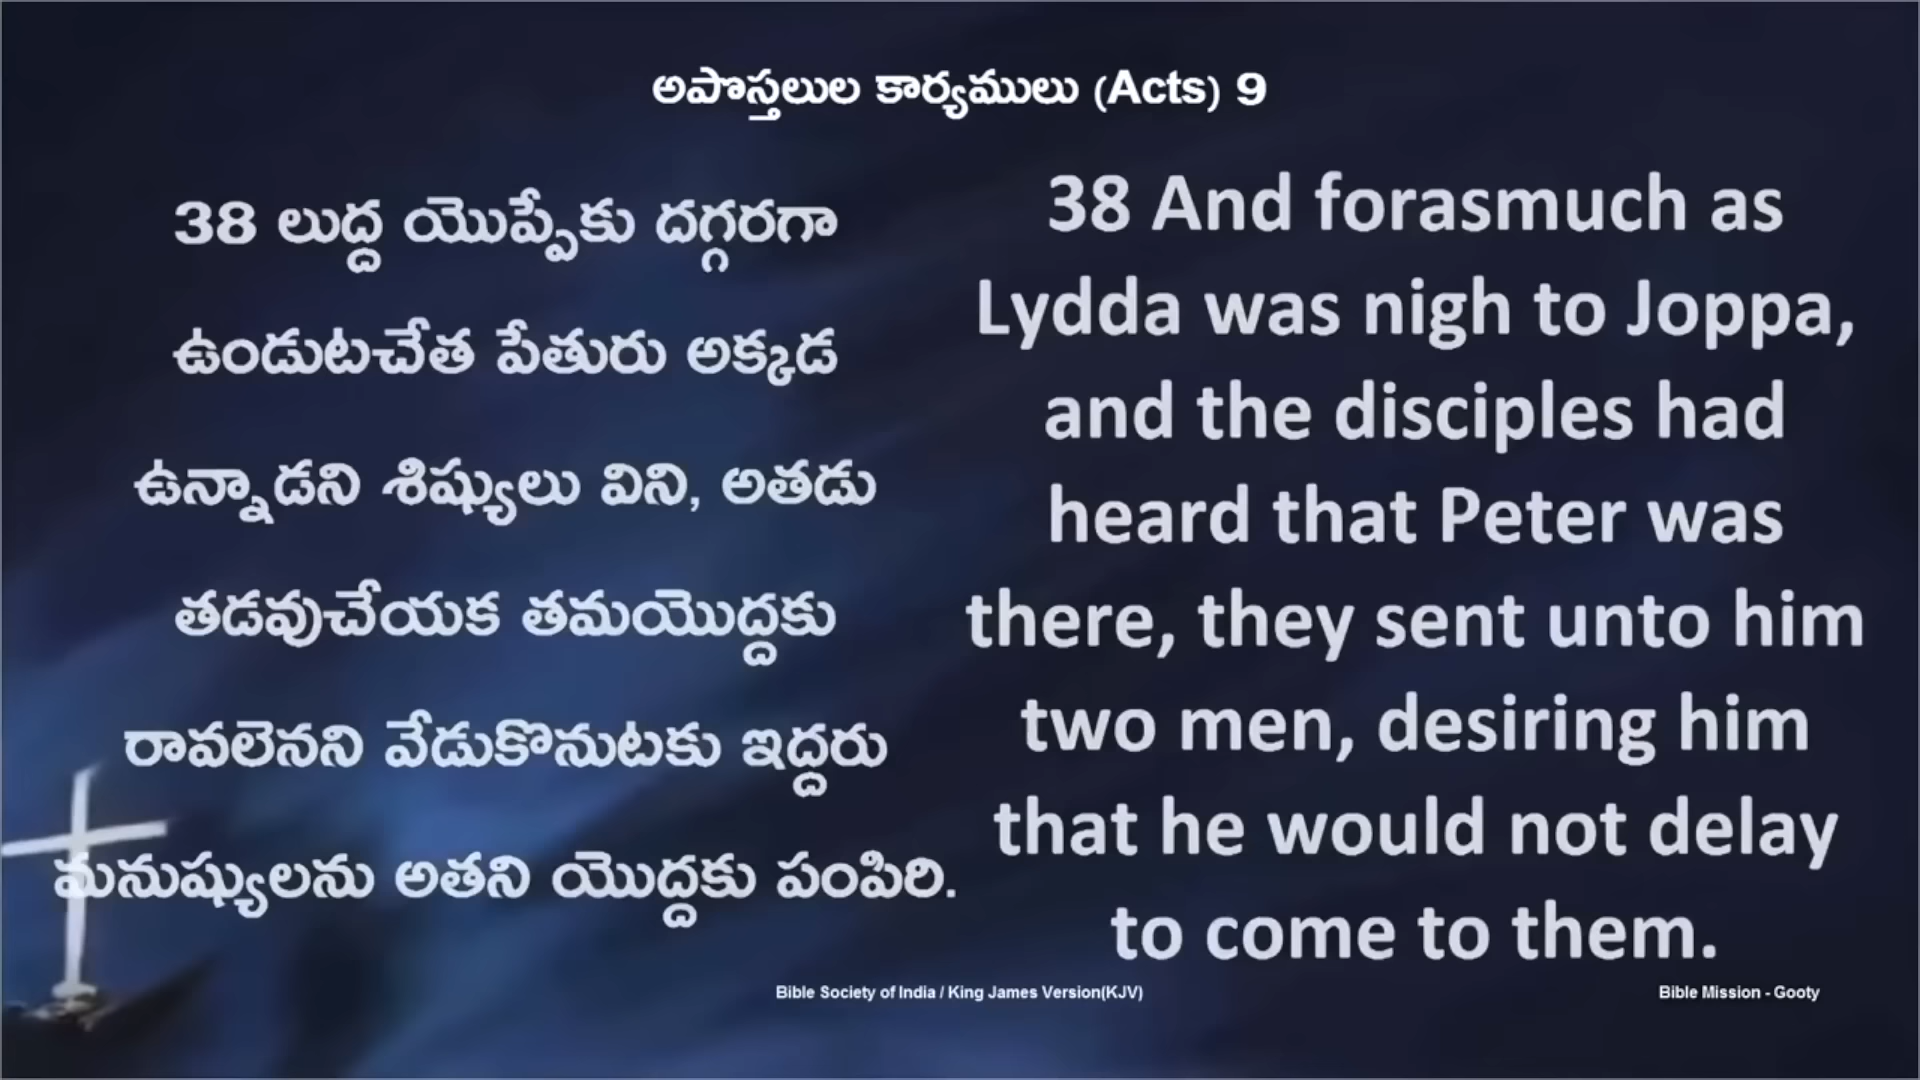 అపొస్తలుల కార్యములు (Acts) 9
38 లుద్ద యొప్పేకు దగ్గరగా
ఉండుటచేత పేతురు అక్కడ
ఉన్నాడని శిష్యులు విని, అతడు
తడవుచేయక తమయొద్దకు
రావలెనని వేడుకొనుటకు ఇద్దరు
మనుష్యులను అతని యొద్దకు పంపిరి.
38 And forasmuch as
Lydda was nigh to Joppa,
and the disciples had
heard that Peter was
there, they sent unto him
two men, desiring him
that he would not delay
to come to them.
Bible Society of India / King James Version(KJV)
Bible Mission - Gooty